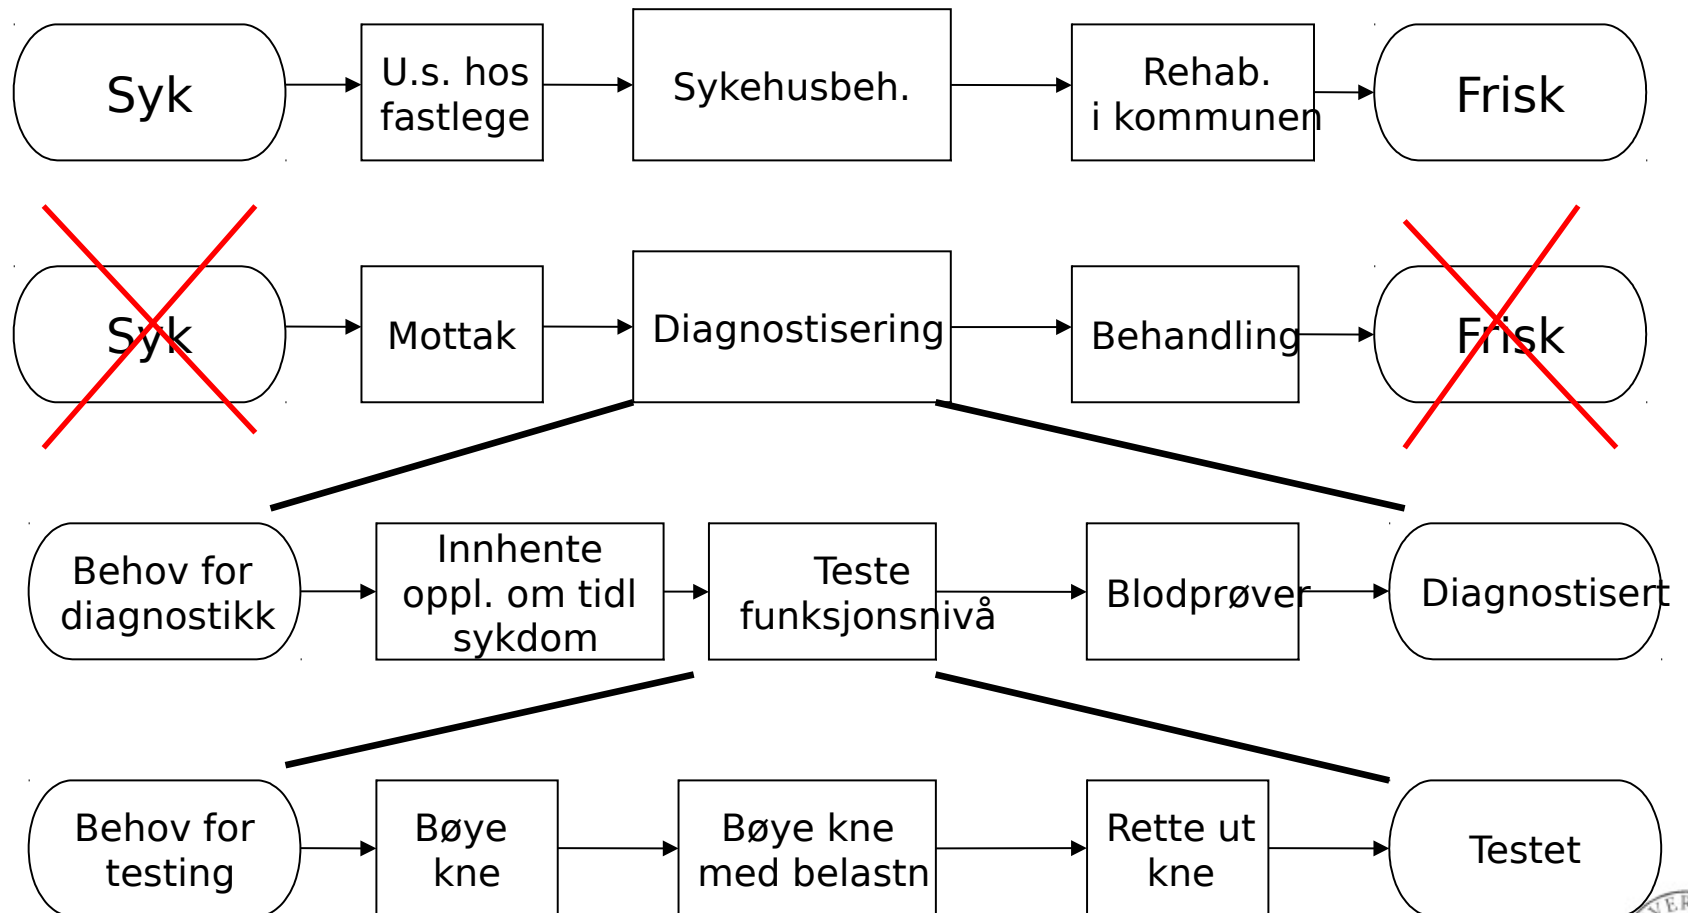 Syk
U.s. hos
fastlege
Sykehusbeh.
Rehab.
i kommunen
Frisk
Syk
Mottak
Diagnostisering
Behandling
Frisk
Behov for
diagnostikk
Innhente
oppl. om tidl
sykdom
Teste
funksjonsnivå
Blodprøver
Diagnostisert
Behov for
testing
Bøye
kne
Bøye kne
med belastn
Rette ut
kne
Testet